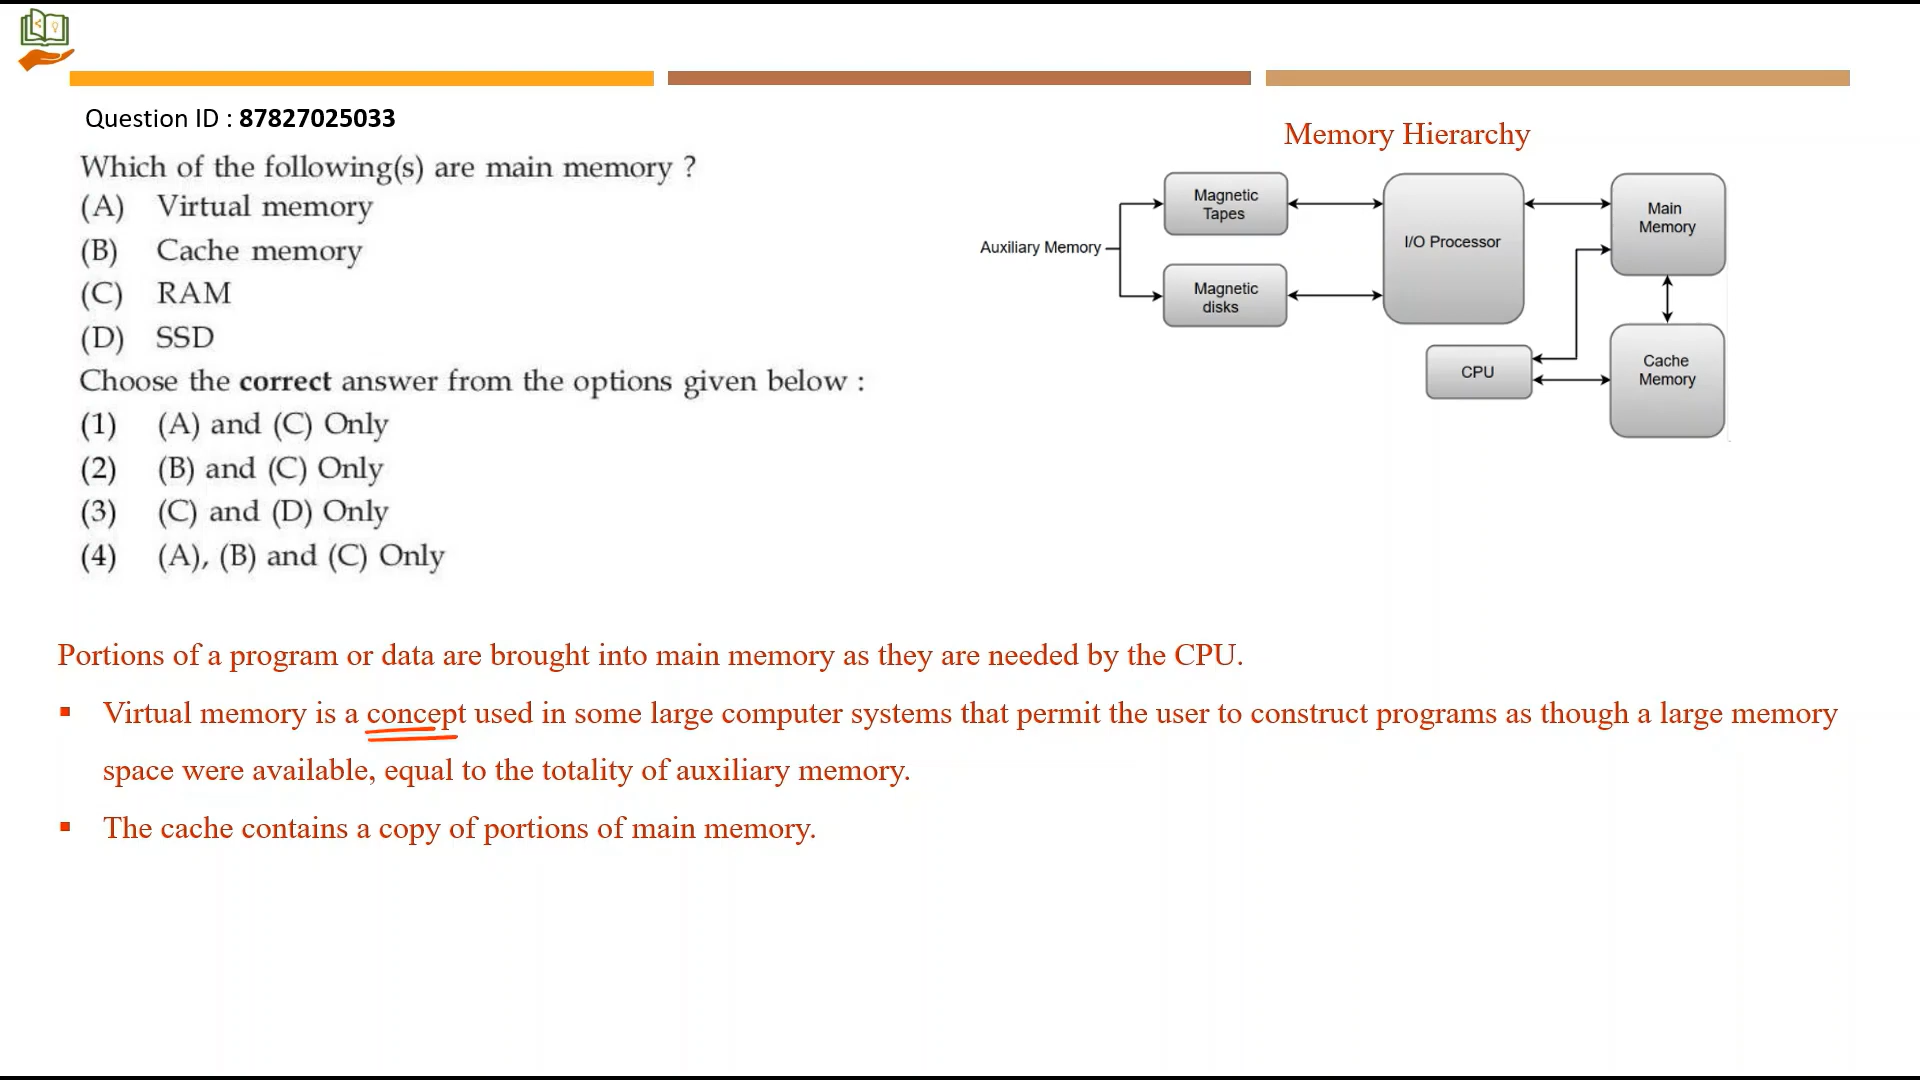 Question ID : 87827025033
Which of the following(s) are main memory ?
(A) Virtual memory
(B) Cache memory
(C) RAM
(D) SSD
Choose the correct answer from the options given below :
(1) (A) and (C) Only
(2) (B) and (C) Only
(3) (C) and (D) Only
(4) (A), (B) and (C) Only
Memory Hierarchy
Auxiliary Memory
Magnetic
Tapes
Magnetic
disks
I/O Processor
CPU
Main
Memory
Cache
Memory
Portions of a program or data are brought into main memory as they are needed by the CPU.
▪ Virtual memory is a concept used in some large computer systems that permit the user to construct programs as though a large memory
space were available, equal to the totality of auxiliary memory.
▪ The cache contains a copy of portions of main memory.